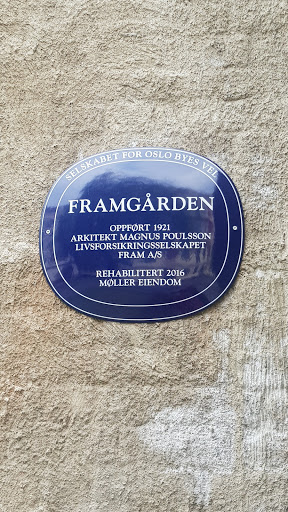 SELSKABET FOR OSLO BYES VEL
FRAMGÅRDEN
OPPFØRT 1921
ARKITEKT MAGNUS POULSSON
LIVSFORSIKRINGSSELSKAPET
FRAM A/S
REHABILITERT 2016
MØLLER EIENDOM